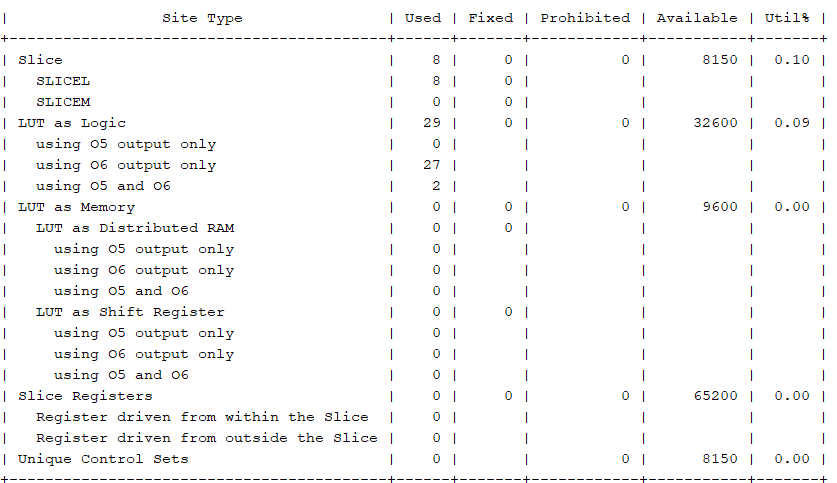 |                 Site Type                | Used | Fixed | Prohibited | Available | Util% |
+------------------------------------------+------+-------+------------+-----------+-------+
| Slice                                    |    8 |     0 |          0 |      8150 |  0.10 |
|   SLICEL                                 |    8 |     0 |            |           |       |
|   SLICEM                                 |    0 |     0 |            |           |       |
| LUT as Logic                             |   29 |     0 |          0 |     32600 |  0.09 |
|   using O5 output only                   |    0 |       |            |           |       |
|   using O6 output only                   |   27 |       |            |           |       |
|   using O5 and O6                        |    2 |       |            |           |       |
| LUT as Memory                            |    0 |     0 |          0 |      9600 |  0.00 |
|   LUT as Distributed RAM                 |    0 |     0 |            |           |       |
|     using O5 output only                 |    0 |       |            |           |       |
|     using O6 output only                 |    0 |       |            |           |       |
|     using O5 and O6                      |    0 |       |            |           |       |
|   LUT as Shift Register                  |    0 |     0 |            |           |       |
|     using O5 output only                 |    0 |       |            |           |       |
|     using O6 output only                 |    0 |       |            |           |       |
|     using O5 and O6                      |    0 |       |            |           |       |
| Slice Registers                          |    0 |     0 |          0 |     65200 |  0.00 |
|   Register driven from within the Slice  |    0 |       |            |           |       |
|   Register driven from outside the Slice |    0 |       |            |           |       |
| Unique Control Sets                      |    0 |       |          0 |      8150 |  0.00 |
+------------------------------------------+------+-------+------------+-----------+-------+